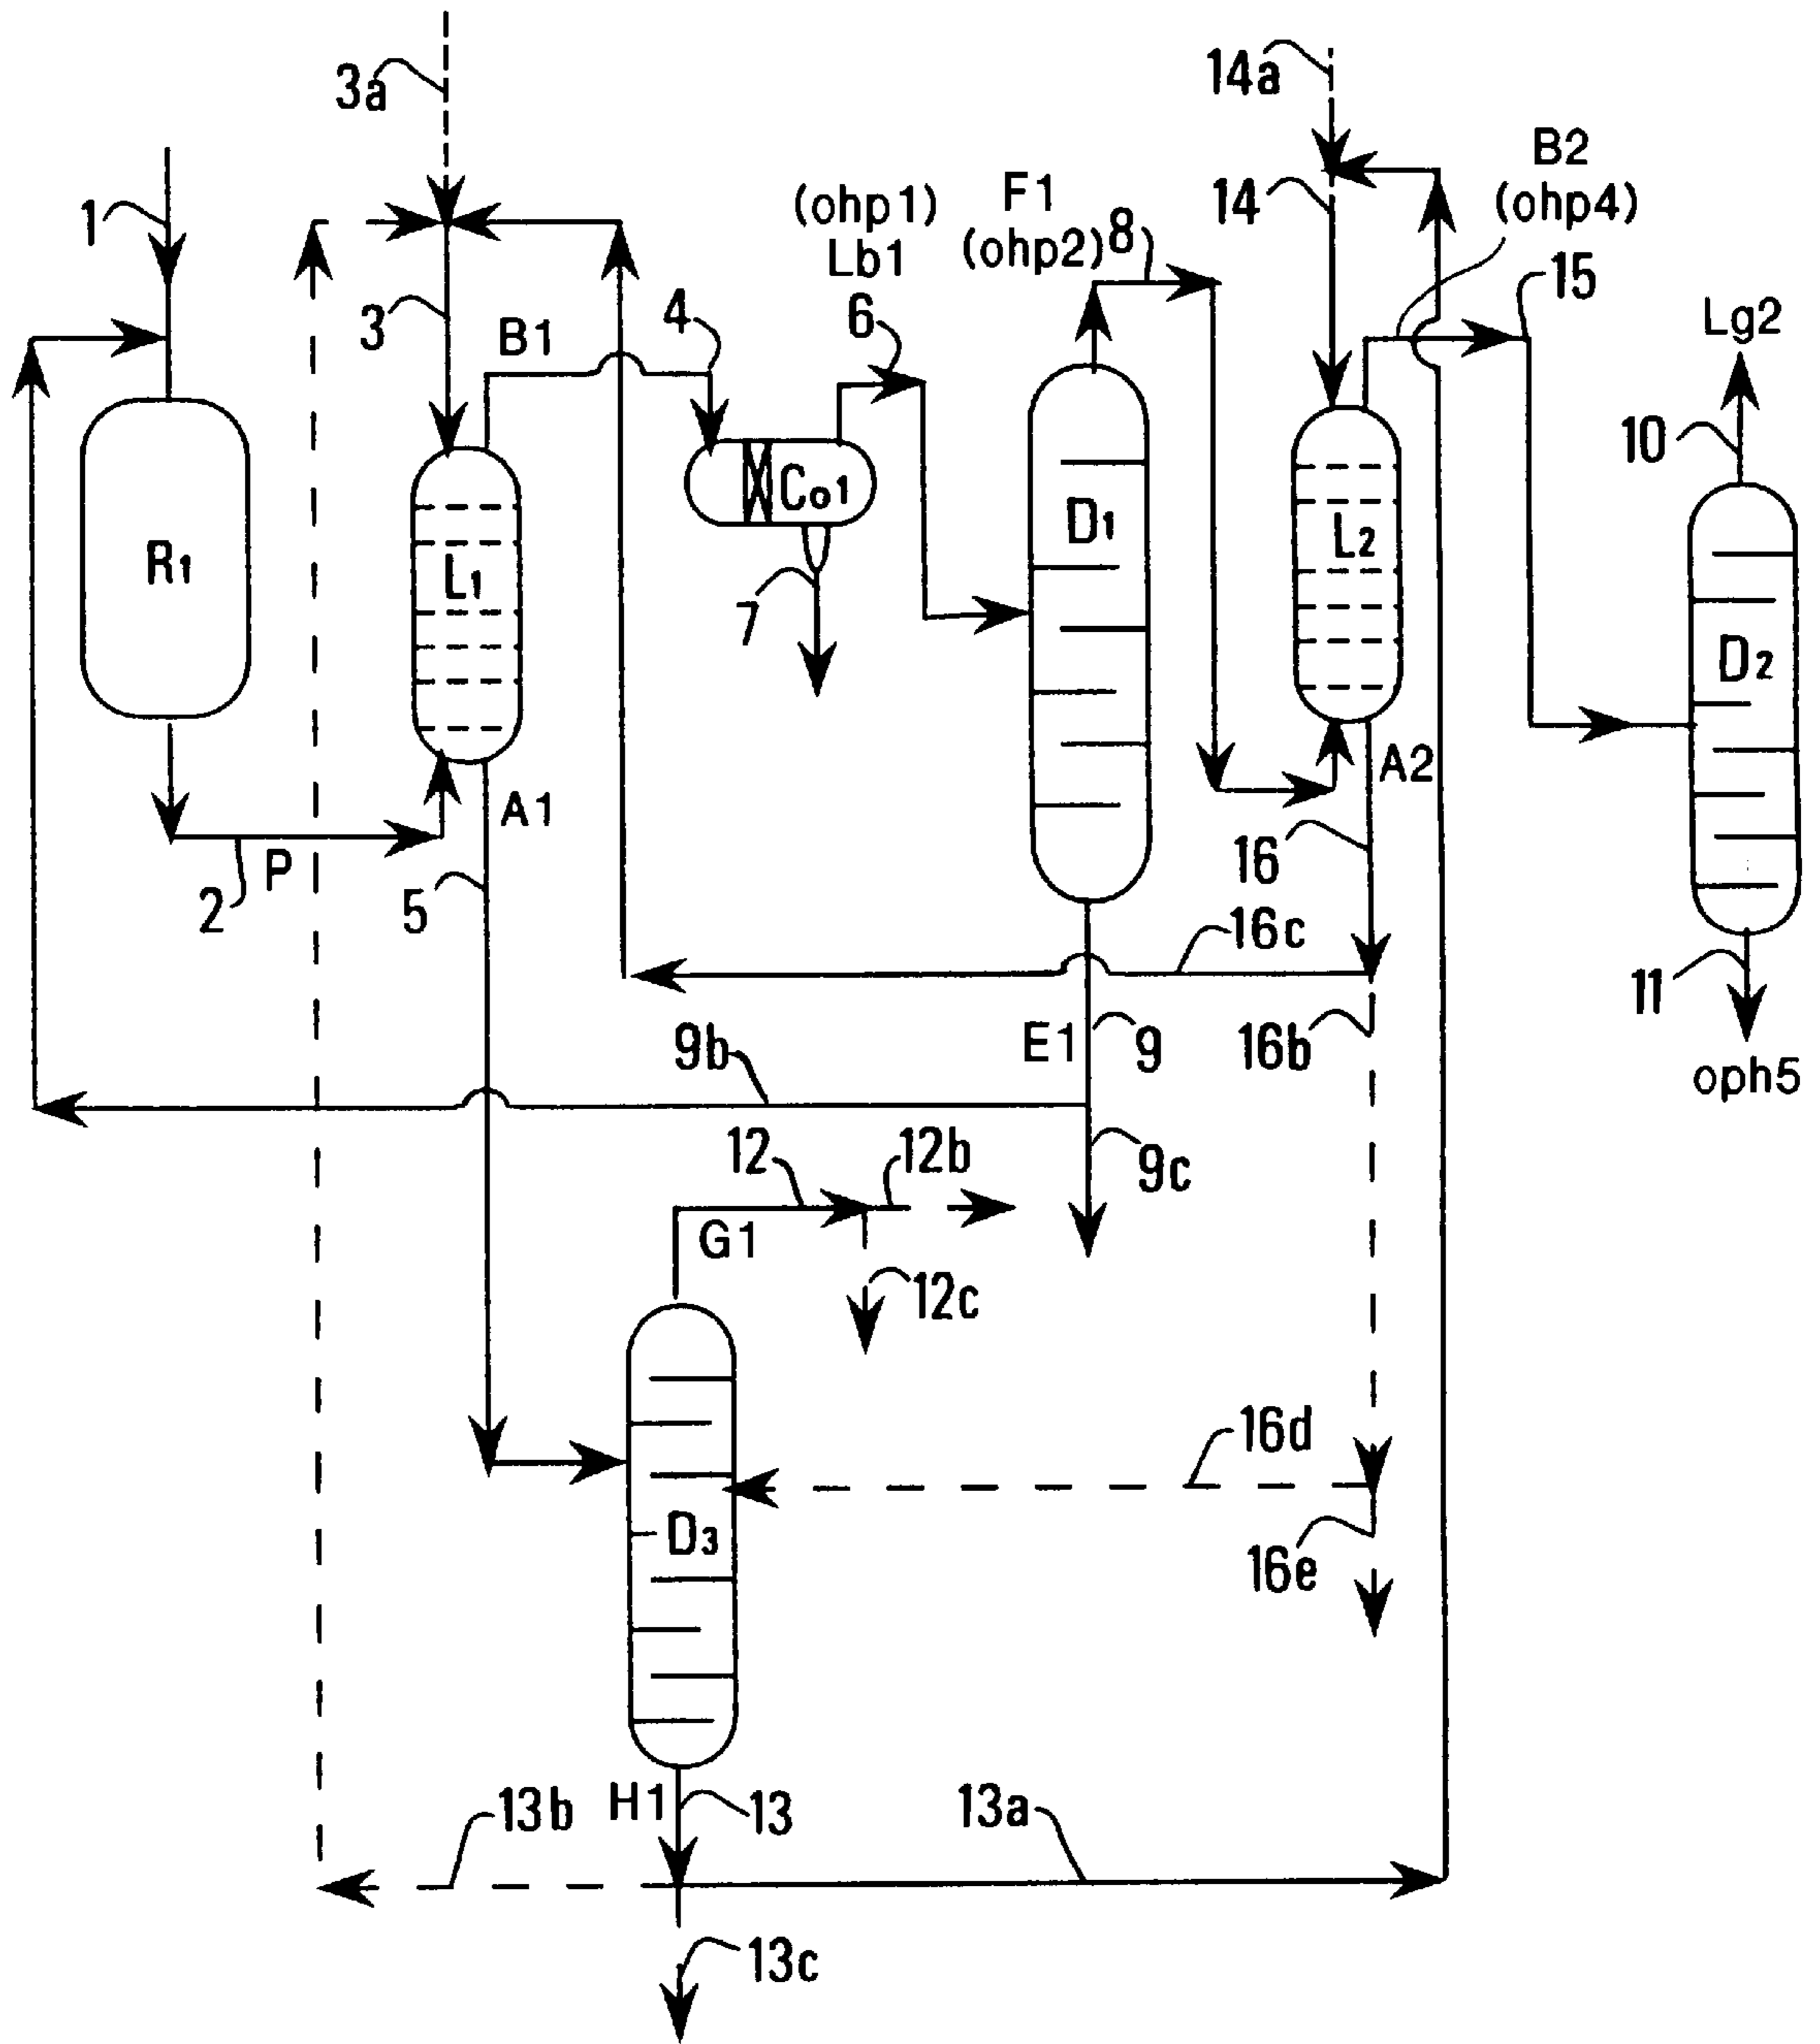 3a
14a
1
3
B1
4
(ohp1)
Lb1
6
F1
(ohp2)
8
14
B2
(ohp4)
15
Lg2
10
R1
L1
Co1
7
D1
L2
D2
2
P
A1
5
A2
16
16c
11
oph5
9b
E1
9
16b
9c
12
12b
G1
12c
16d
D3
16e
13b
H1
13
13a
13c